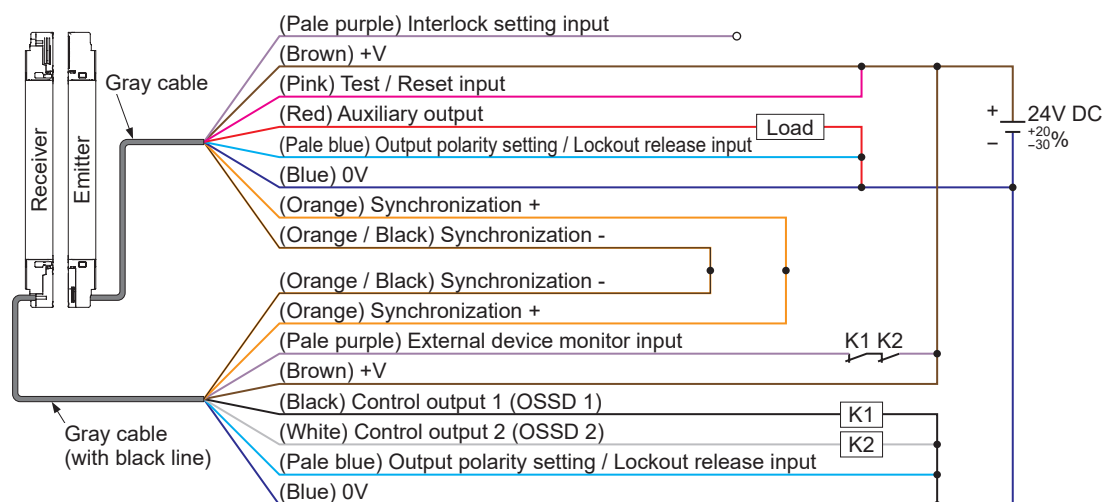 (Pale purple) Interlock setting input
(Brown) +V
Gray cable
(Pink) Test / Reset input
(Red) Auxiliary output
Load
+
24V DC
+20
-30%
−
(Pale blue) Output polarity setting / Lockout release input
Receiver
Emitter
(Blue) 0V
(Orange) Synchronization +
(Orange / Black) Synchronization -
(Orange / Black) Synchronization -
(Orange) Synchronization +
(Pale purple) External device monitor input
K1 K2
(Brown) +V
(Black) Control output 1 (OSSD 1)
K1
Gray cable
(with black line)
(White) Control output 2 (OSSD 2)
K2
(Pale blue) Output polarity setting / Lockout release input
(Blue) 0V